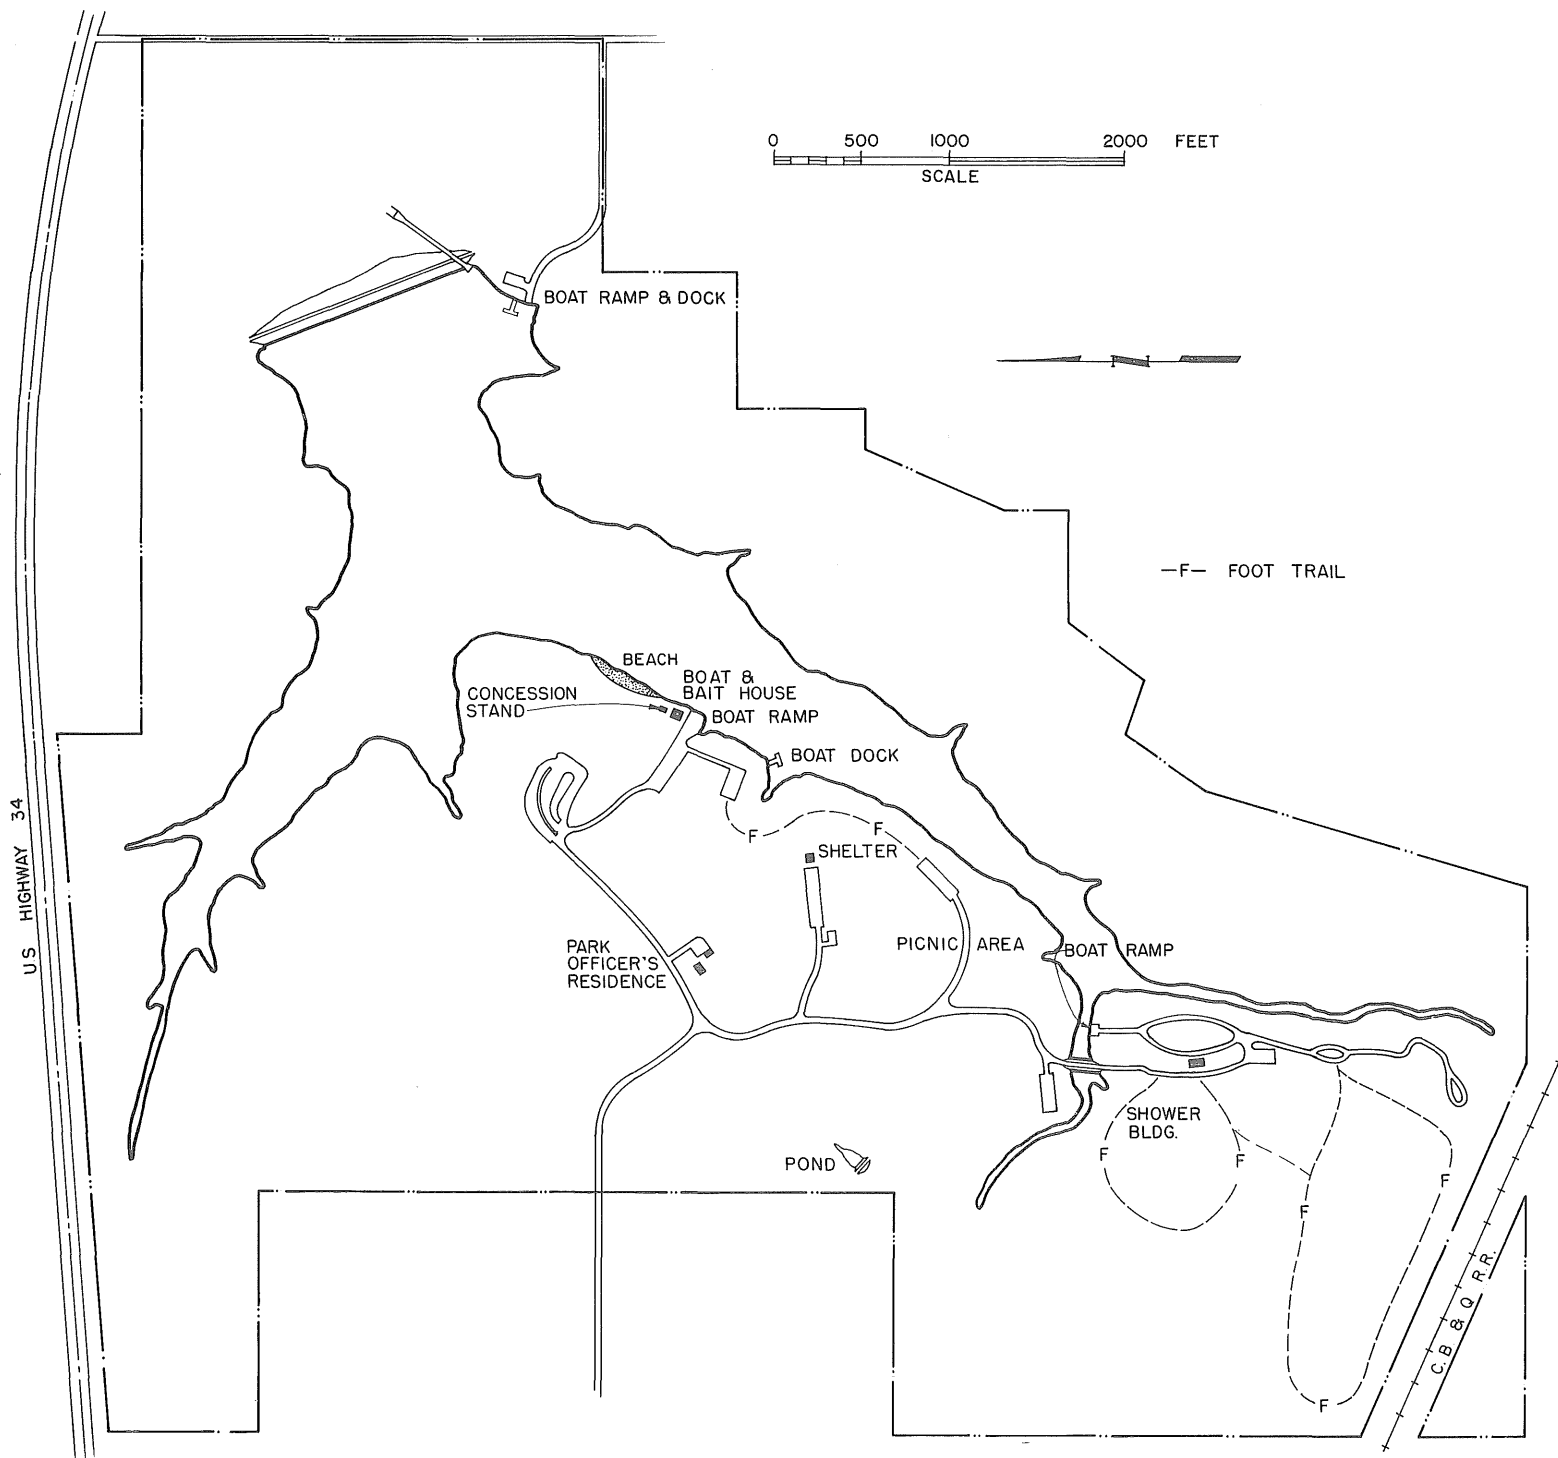 0 500 1000 2000 FEET
SCALE
BOAT RAMP & DOCK
N
—F— FOOT TRAIL
BEACH
BOAT &
BAIT HOUSE
CONCESSION
STAND
BOAT RAMP
BOAT DOCK
US HIGHWAY 34
F
F
SHELTER
PARK
OFFICER'S
RESIDENCE
PICNIC AREA
BOAT RAMP
SHOWER
BLDG.
POND
F
F
F
F
F
C.B & Q R.R.